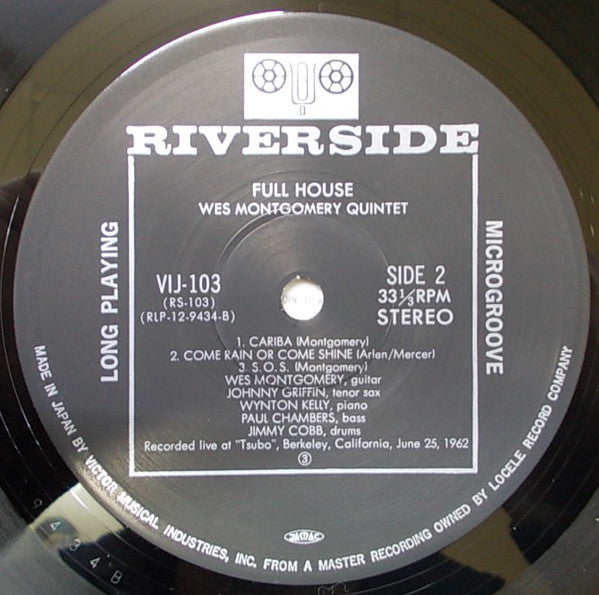 RIVERSIDE
FULL HOUSE
WES MONTGOMERY QUINTET
LONG PLAYING
MICROGROOVE
VIJ-103
(RS-103)
(RLP-12-9434-B)
SIDE 2
33⅓RPM
STEREO
1. CARIBA (Montgomery)
2. COME RAIN OR COME SHINE (Arlen/Mercer)
3. S.O.S. (Montgomery)
WES MONTGOMERY, guitar
JOHNNY GRIFFIN, tenor sax
WYNTON KELLY, piano
PAUL CHAMBERS, bass
JIMMY COBB, drums
Recorded live at "Tsubo", Berkeley, California, June 25, 1962
③
MADE IN JAPAN BY VICTOR MUSICAL INDUSTRIES, INC. FROM A MASTER RECORDING OWNED BY LOCELE RECORD COMPANY
9434B